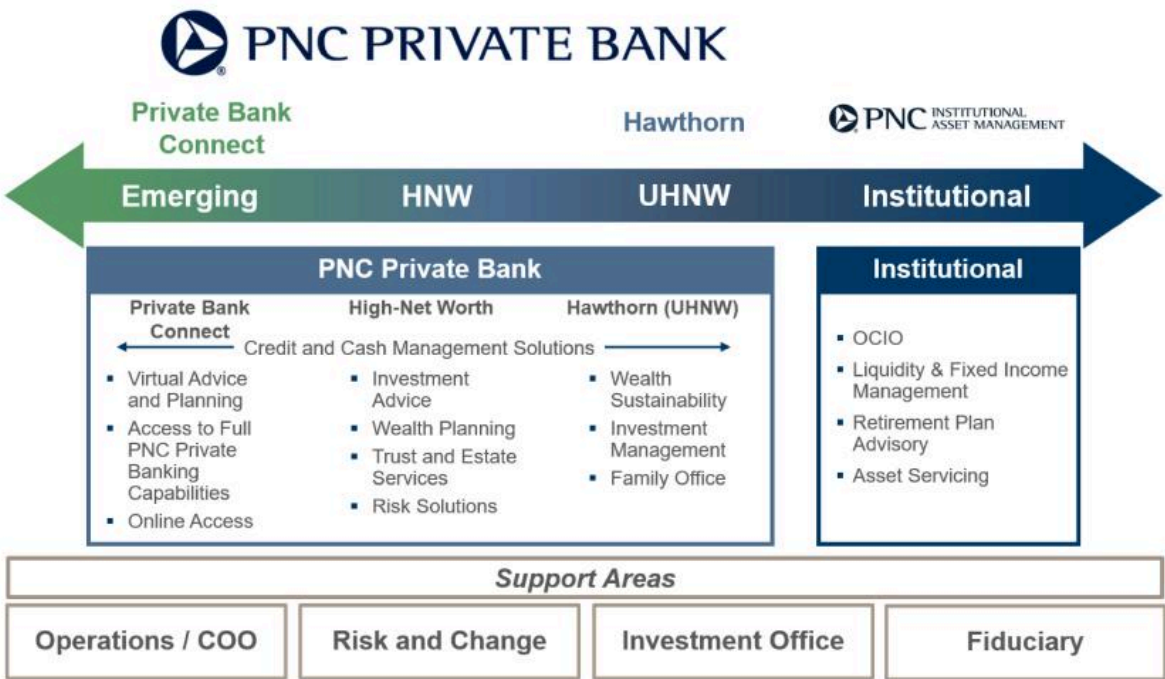 PNC PRIVATE BANK
Private Bank
Connect
Hawthorn
PNC INSTITUTIONAL
ASSET MANAGEMENT
Emerging
HNW
UHNW
Institutional
PNC Private Bank
Private Bank
Connect
High-Net Worth
Hawthorn (UHNW)
Credit and Cash Management Solutions
▪ Virtual Advice
and Planning
▪ Access to Full
PNC Private
Banking
Capabilities
▪ Online Access
▪ Investment
Advice
▪ Wealth Planning
▪ Trust and Estate
Services
▪ Risk Solutions
▪ Wealth
Sustainability
▪ Investment
Management
▪ Family Office
Institutional
▪ OCIO
▪ Liquidity & Fixed Income
Management
▪ Retirement Plan
Advisory
▪ Asset Servicing
Support Areas
Operations / COO
Risk and Change
Investment Office
Fiduciary